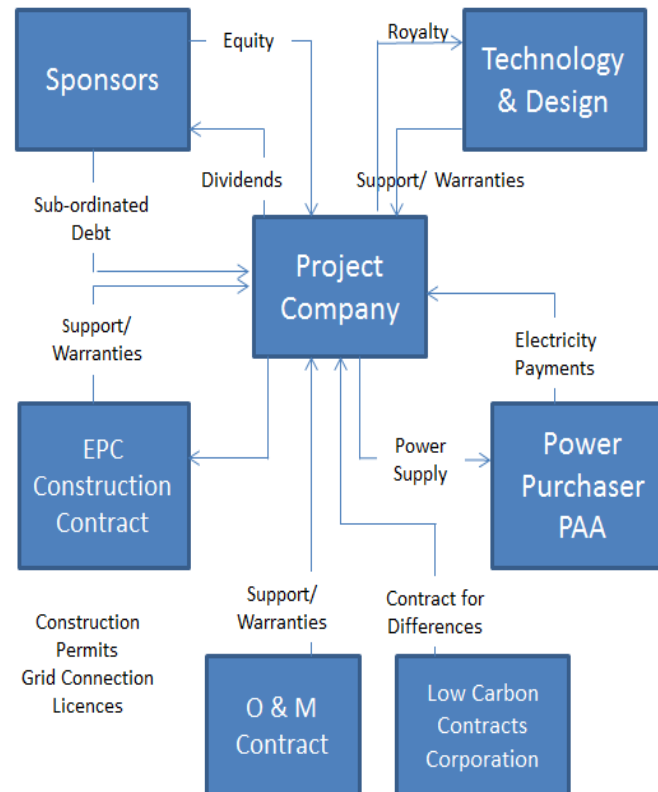 Equity
Royalty
Sponsors
Technology
& Design
Dividends
Support/ Warranties
Sub-ordinated
Debt
Project
Company
Support/
Warranties
Electricity
Payments
EPC
Construction
Contract
Power
Supply
Power
Purchaser
PAA
Support/
Warranties
Contract for
Differences
Construction
Permits
Grid Connection
Licences
O & M
Contract
Low Carbon
Contracts
Corporation